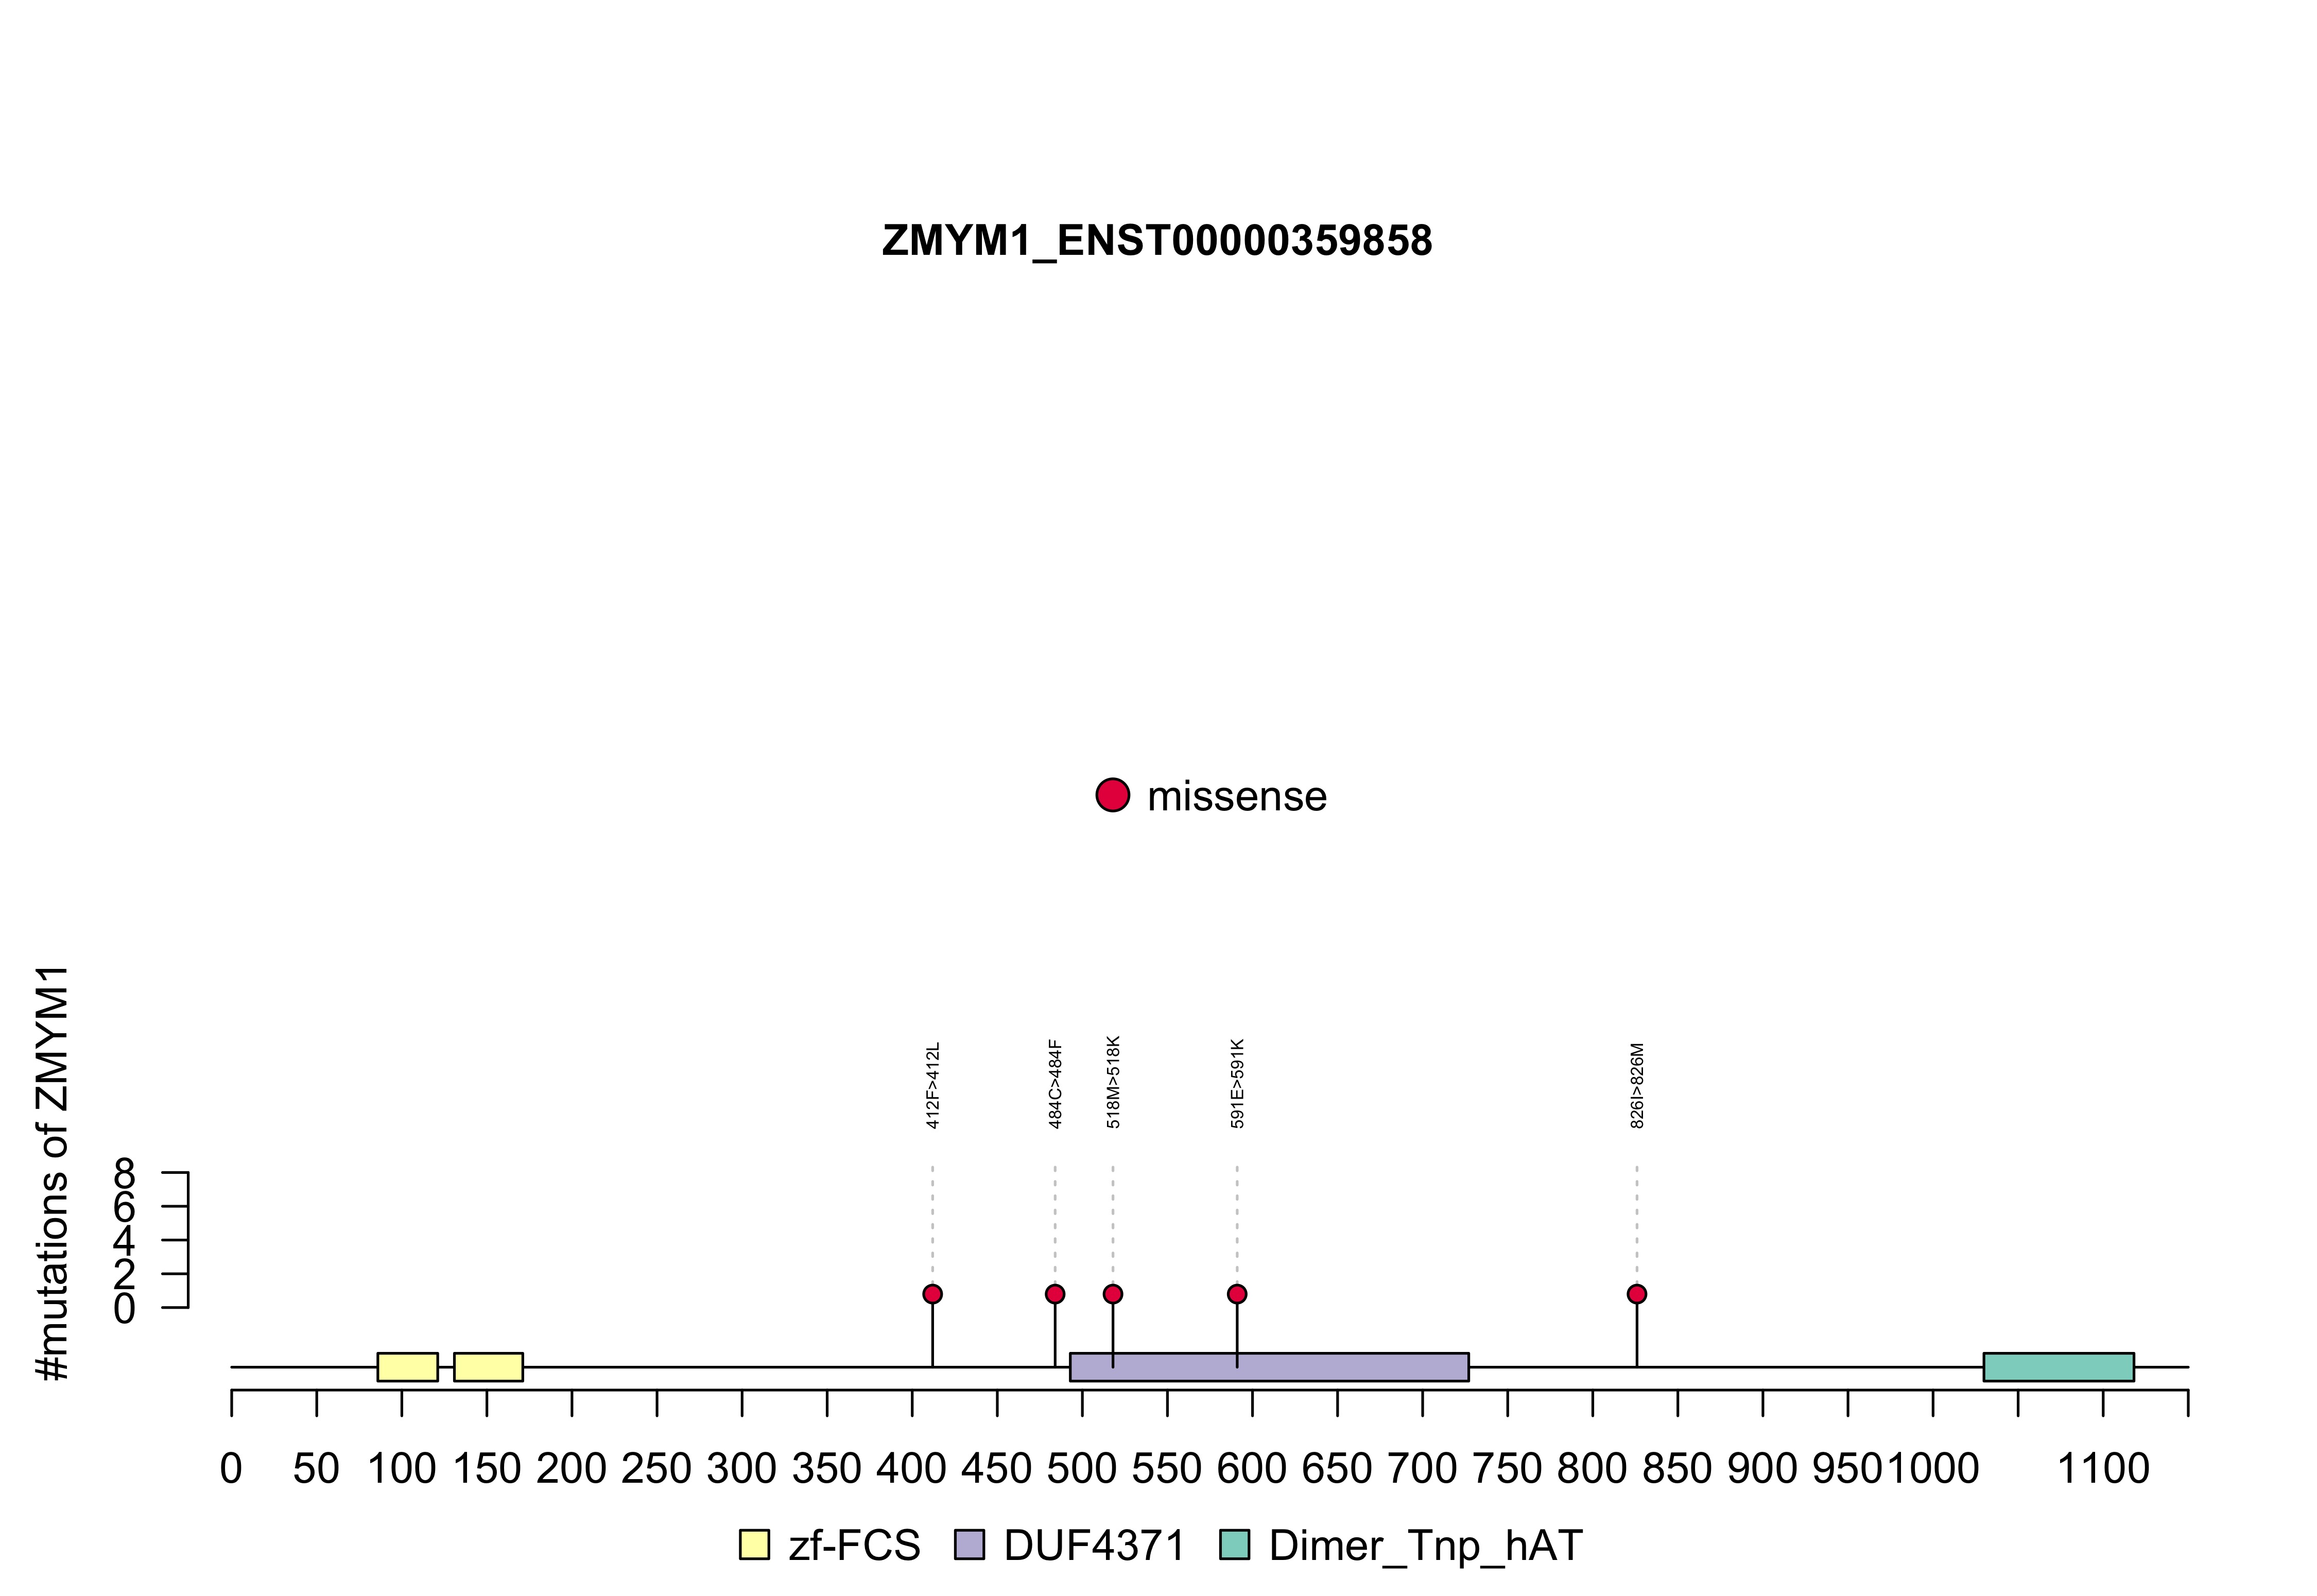 ZMYM1_ENST00000359858
missense
#mutations of ZMYM1
412F>412L
484C>484F
518M>518K
591E>591K
826I>826M
8
6
4
2
0
0 50 100 150 200 250 300 350 400 450 500 550 600 650 700 750 800 850 900 950 1000 1100
zf-FCS DUF4371 Dimer_Tnp_hAT